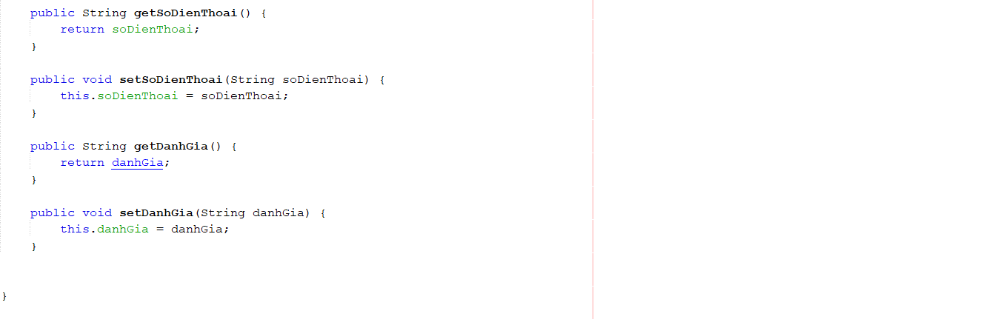 public String getSoDienThoai() {
return soDienThoai;
}
public void setSoDienThoai(String soDienThoai) {
this.soDienThoai = soDienThoai;
}
public String getDanhGia() {
return danhGia;
}
public void setDanhGia(String danhGia) {
this.danhGia = danhGia;
}
}